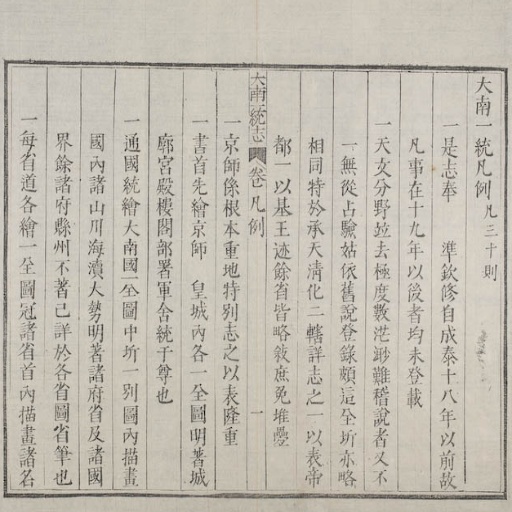 大南一統凡例 凡三十則
一是志奉 準欽修自成泰十八年以前故
凡事在十九年以後者均未登載
一天文分野竝去極度數茫渺難稽說者又不
一無從占驗姑依舊說登錄頗這全圻亦略
相同特於承天清化二轄詳志之一以表帝
都一以基王迹餘省皆略敘庶免堆疊
大南一統志 卷凡例 一
一京師係根本重地特別志之以表隆重
一書首先繪京師 皇城內各一全圖明著城
廓宮殿樓閣部署軍舍統于尊也
一通國統繪大南國一全圖中圻一別圖內描畫
國內諸山川海濱大勢明著諸府省及諸國
界餘諸府縣州不著已詳於各省圖省筆也
一每省道各繪一全圖冠諸省首內描畫諸名